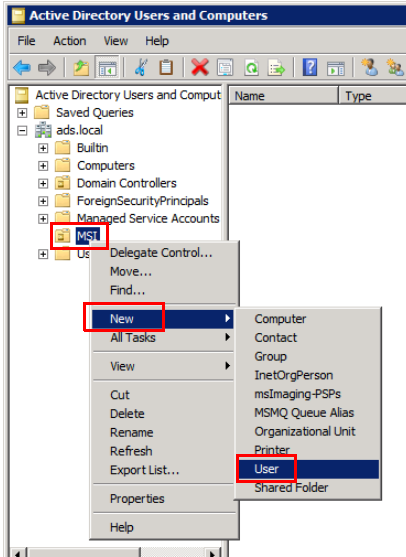 Active Directory Users and Computers
File Action View Help
Active Directory Users and Comput
Name Type
Saved Queries
ads.local
Builtin
Computers
Domain Controllers
ForeignSecurityPrincipals
Managed Service Accounts
MSI
Us
Delegate Control...
Move...
Find...
New
All Tasks
View
Cut
Delete
Rename
Refresh
Export List...
Properties
Help
Computer
Contact
Group
InetOrgPerson
msImaging-PSPs
MSMQ Queue Alias
Organizational Unit
Printer
User
Shared Folder